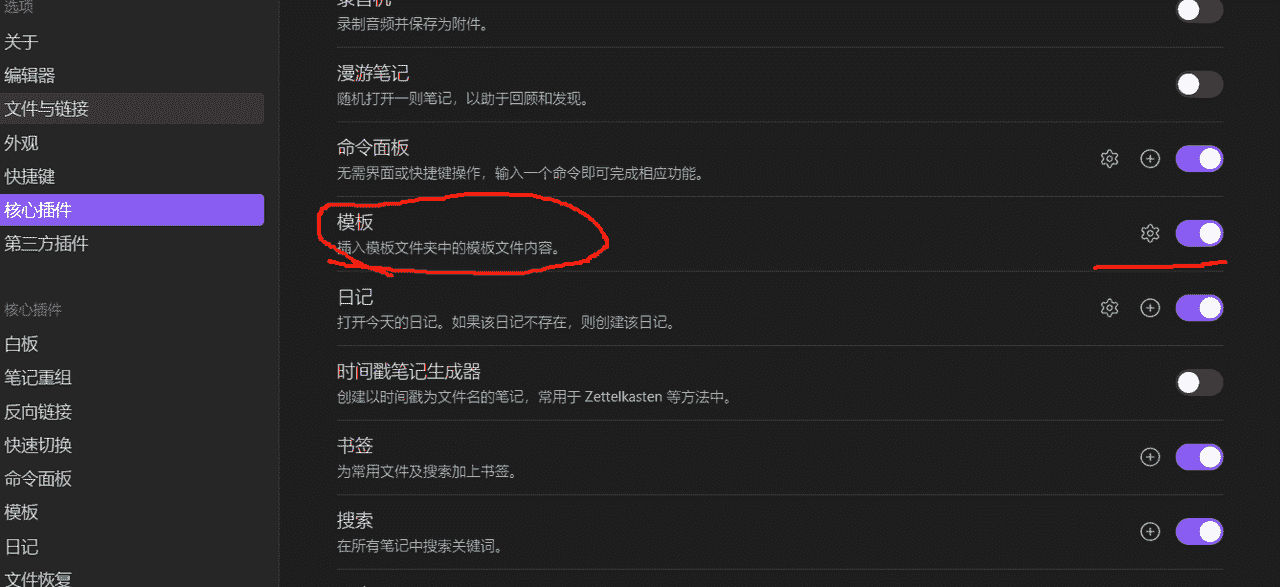 选项
关于
编辑器
文件与链接
外观
快捷键
核心插件
第三方插件
核心插件
白板
笔记重组
反向链接
快速切换
命令面板
模板
日记
文件恢复
录音机
录制音频并保存为附件。
漫游笔记
随机打开一则笔记，以助于回顾和发现。
命令面板
无需界面或快捷键操作，输入一个命令即可完成相应功能。
模板
插入模板文件夹中的模板文件内容。
日记
打开今天的日记。如果该日记不存在，则创建该日记。
时间戳笔记生成器
创建以时间戳为文件名的笔记，常用于 Zettelkasten 等方法中。
书签
为常用文件及搜索加上书签。
搜索
在所有笔记中搜索关键词。